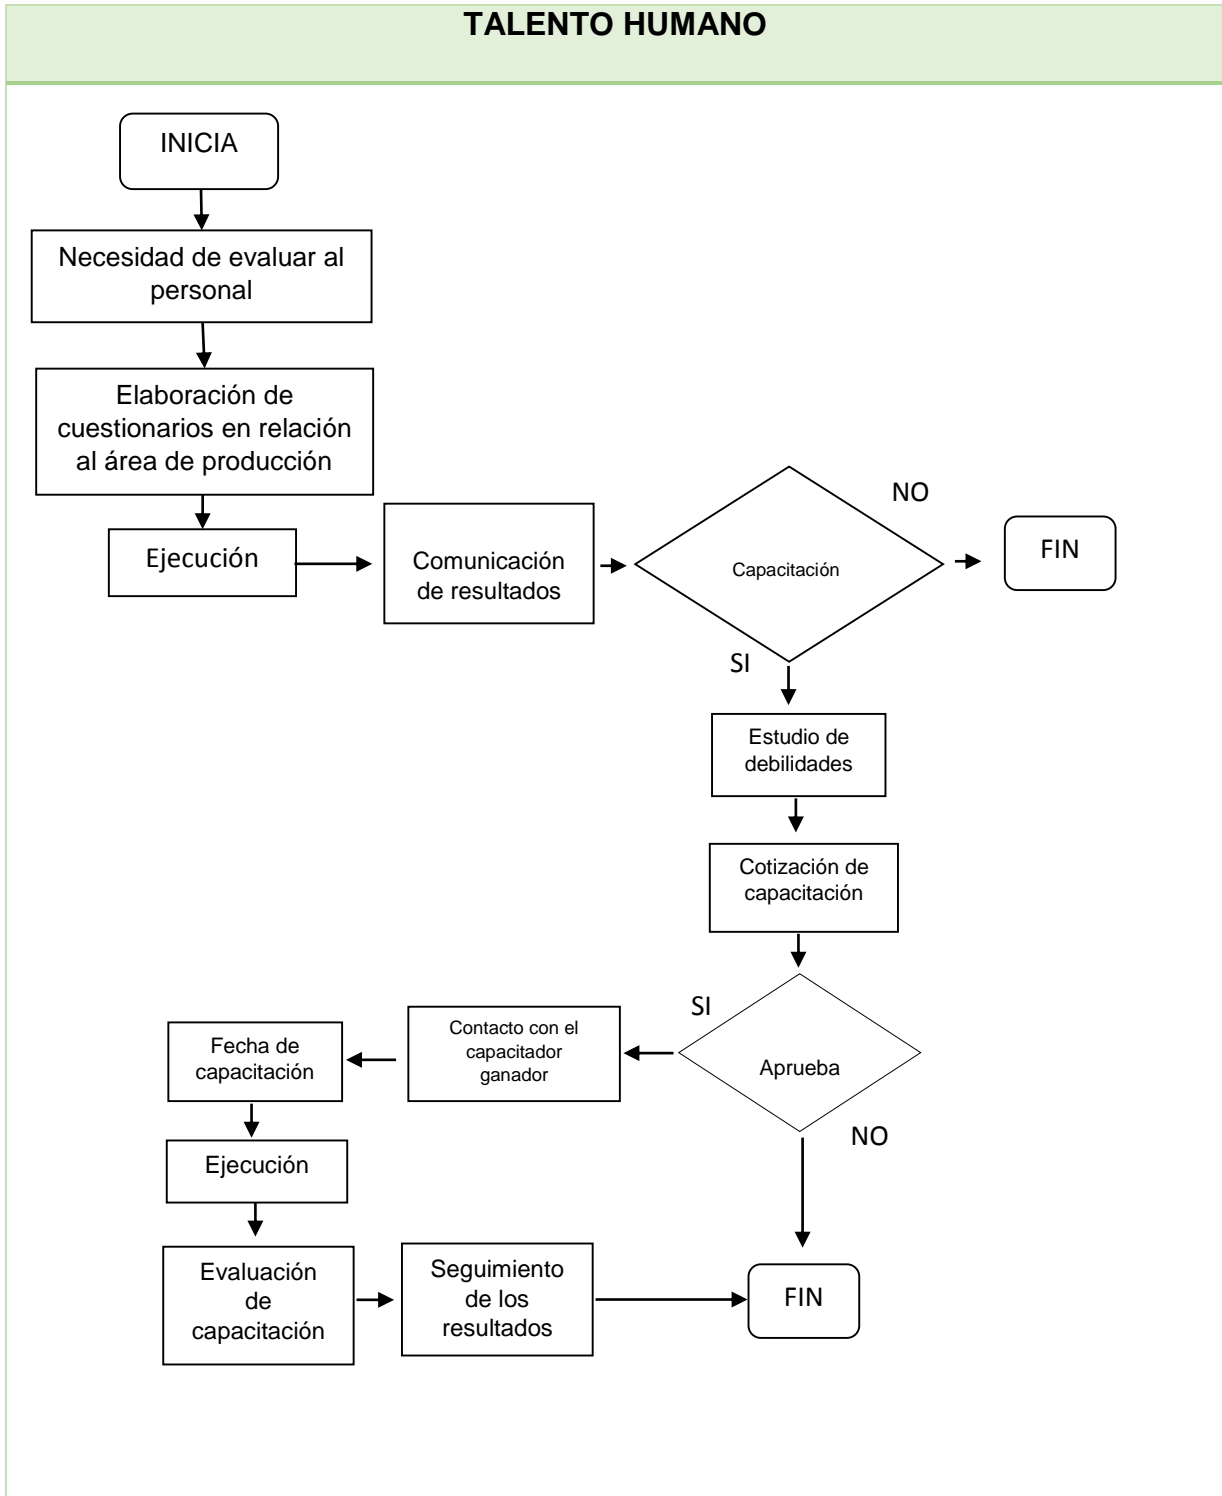 TALENTO HUMANO
INICIA
Necesidad de evaluar al
personal
Elaboración de
cuestionarios en relación
al área de producción
Ejecución
Comunicación
de resultados
Capacitación
NO
FIN
SI
Estudio de
debilidades
Cotización de
capacitación
Aprueba
SI
Contacto con el
capacitador
ganador
Fecha de
capacitación
Ejecución
Evaluación
de
capacitación
Seguimiento
de los
resultados
NO
FIN